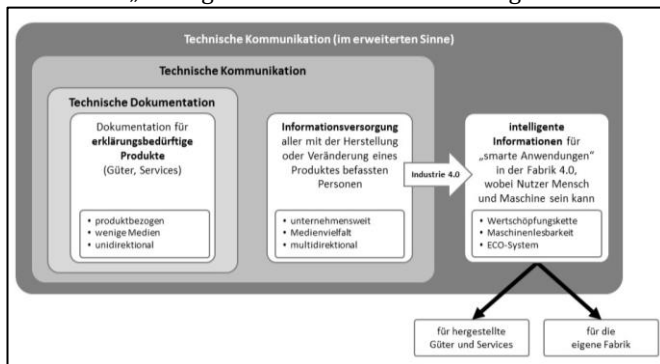 Technische Kommunikation (im erweiterten Sinne)
Technische Kommunikation
Technische Dokumentation
Dokumentation für
erklärungsbedürftige
Produkte
(Güter, Services)
• produktbezogen
• wenige Medien
• unidirektional
Informationsversorgung
aller mit der Herstellung
oder Veränderung eines
Produktes befassten
Personen
• unternehmensweit
• Medienvielfalt
• multidirektional
Industrie 4.0
intelligente
Informationen für
„smarte Anwendungen“
in der Fabrik 4.0,
wobei Nutzer Mensch
und Maschine sein kann
• Wertschöpfungskette
• Maschinenlesbarkeit
• ECO-System
für hergestellte
Güter und Services
für die
eigene Fabrik